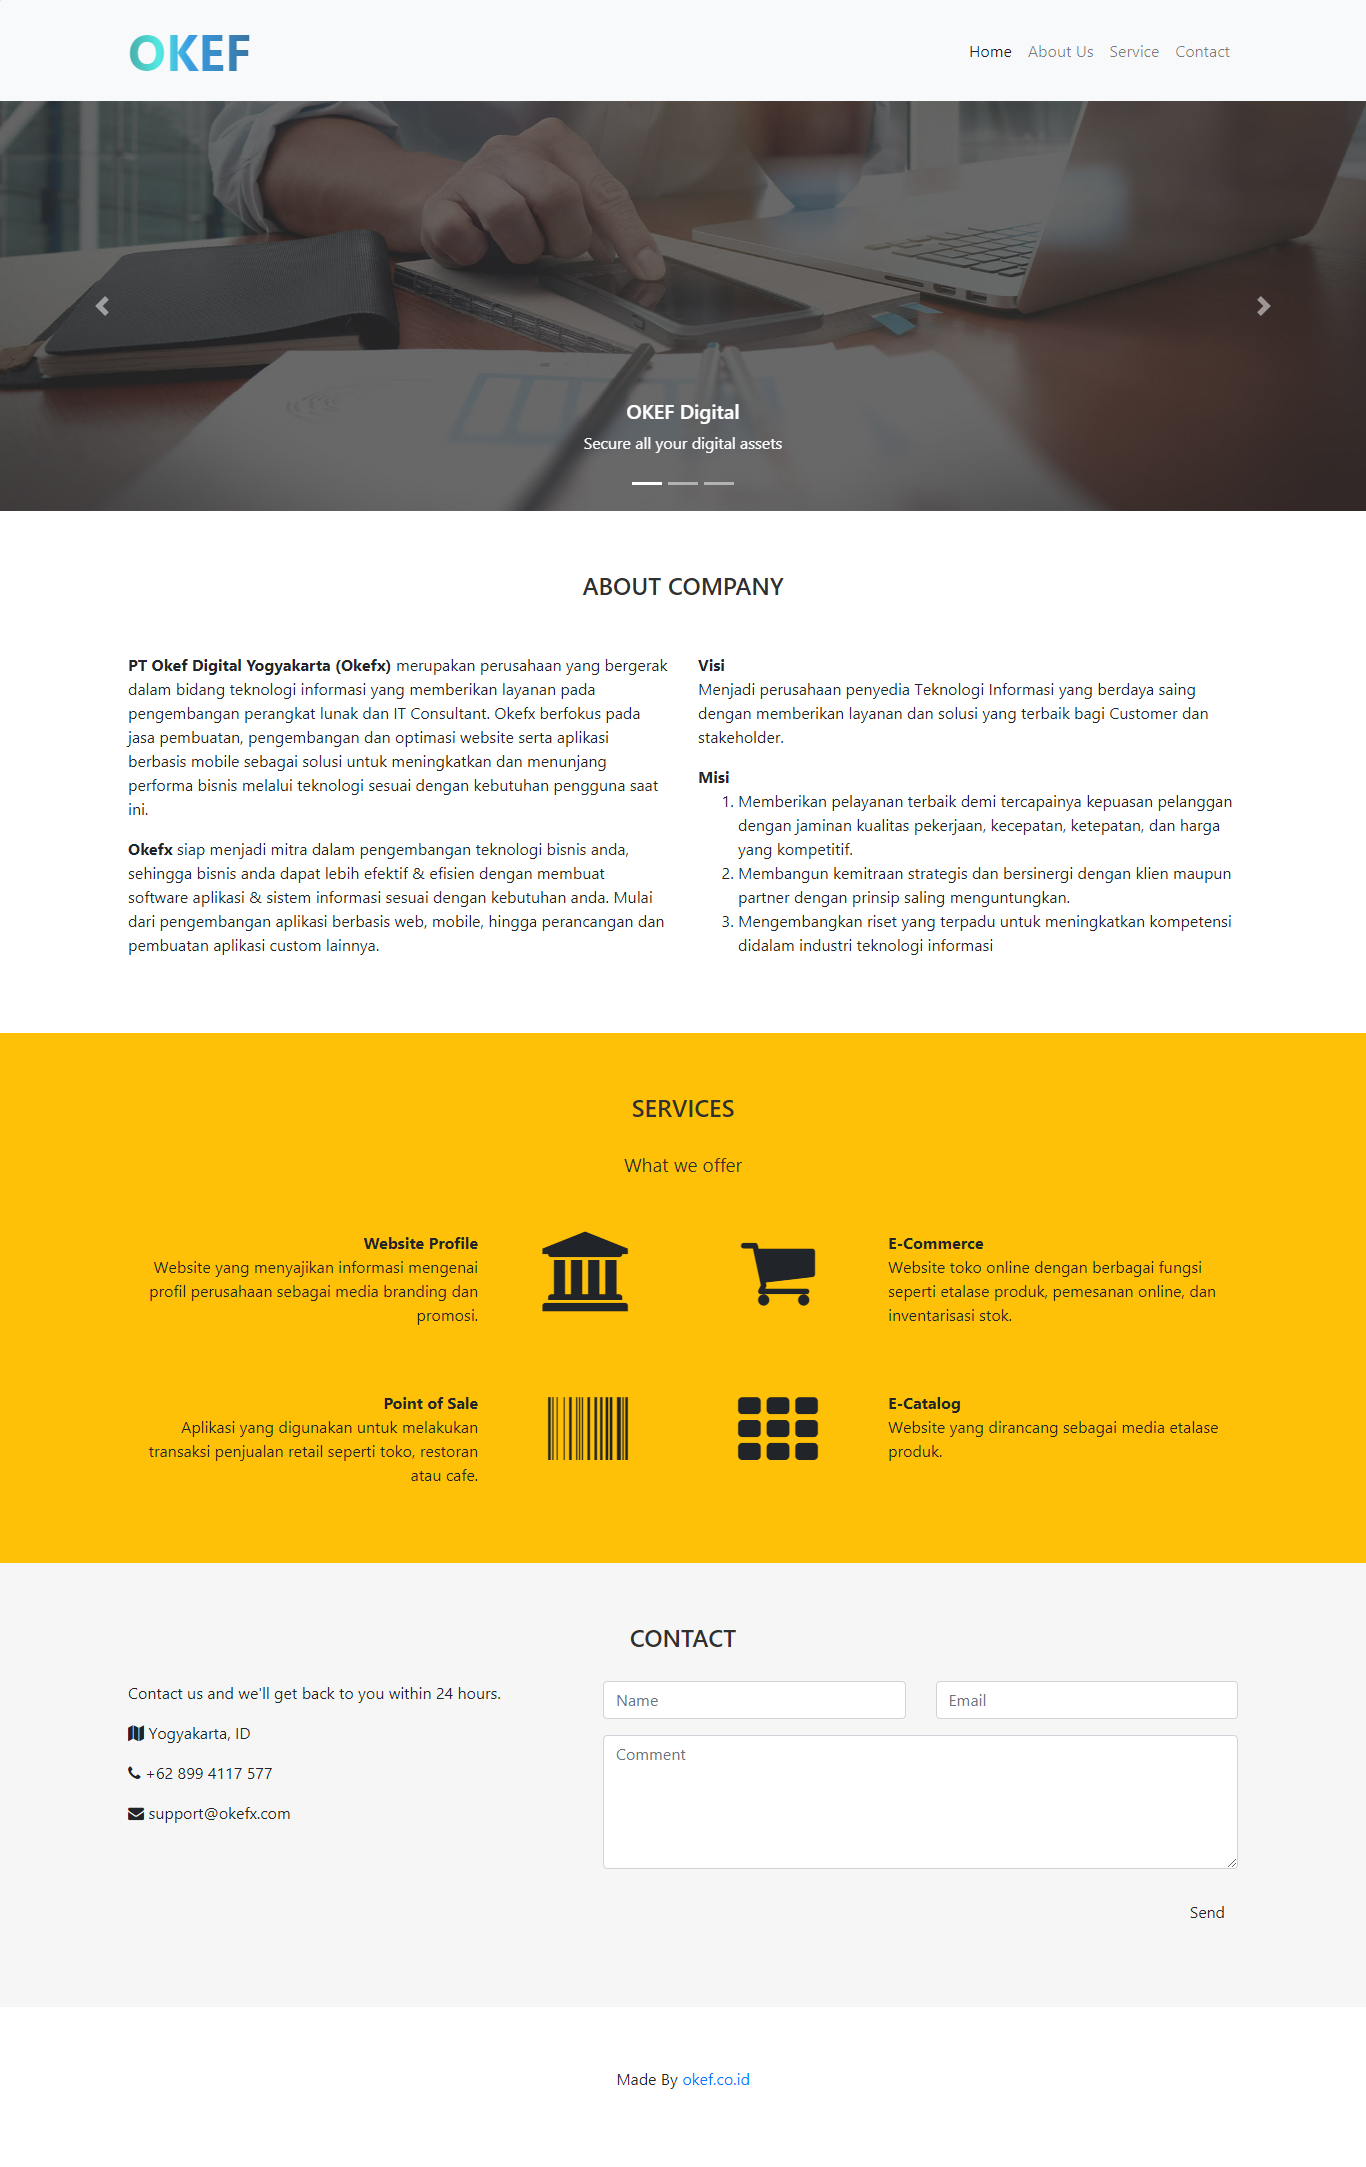 OKEF
Home About Us Service Contact
OKEF Digital
Secure all your digital assets
ABOUT COMPANY
PT Okef Digital Yogyakarta (Okefx) merupakan perusahaan yang bergerak
dalam bidang teknologi informasi yang memberikan layanan pada
pengembangan perangkat lunak dan IT Consultant. Okefx berfokus pada
jasa pembuatan, pengembangan dan optimasi website serta aplikasi
berbasis mobile sebagai solusi untuk meningkatkan dan menunjang
performa bisnis melalui teknologi sesuai dengan kebutuhan pengguna saat
ini.
Okefx siap menjadi mitra dalam pengembangan teknologi bisnis anda,
sehingga bisnis anda dapat lebih efektif & efisien dengan membuat
software aplikasi & sistem informasi sesuai dengan kebutuhan anda. Mulai
dari pengembangan aplikasi berbasis web, mobile, hingga perancangan dan
pembuatan aplikasi custom lainnya.
Visi
Menjadi perusahaan penyedia Teknologi Informasi yang berdaya saing
dengan memberikan layanan dan solusi yang terbaik bagi Customer dan
stakeholder.
Misi
1. Memberikan pelayanan terbaik demi tercapainya kepuasan pelanggan
dengan jaminan kualitas pekerjaan, kecepatan, ketepatan, dan harga
yang kompetitif.
2. Membangun kemitraan strategis dan bersinergi dengan klien maupun
partner dengan prinsip saling menguntungkan.
3. Mengembangkan riset yang terpadu untuk meningkatkan kompetensi
didalam industri teknologi informasi
SERVICES
What we offer
Website Profile
Website yang menyajikan informasi mengenai
profil perusahaan sebagai media branding dan
promosi.
E-Commerce
Website toko online dengan berbagai fungsi
seperti etalase produk, pemesanan online, dan
inventarisasi stok.
Point of Sale
Aplikasi yang digunakan untuk melakukan
transaksi penjualan retail seperti toko, restoran
atau cafe.
E-Catalog
Website yang dirancang sebagai media etalase
produk.
CONTACT
Contact us and we'll get back to you within 24 hours.
Yogyakarta, ID
+62 899 4117 577
support@okefx.com
Name
Email
Comment
Send
Made By okef.co.id